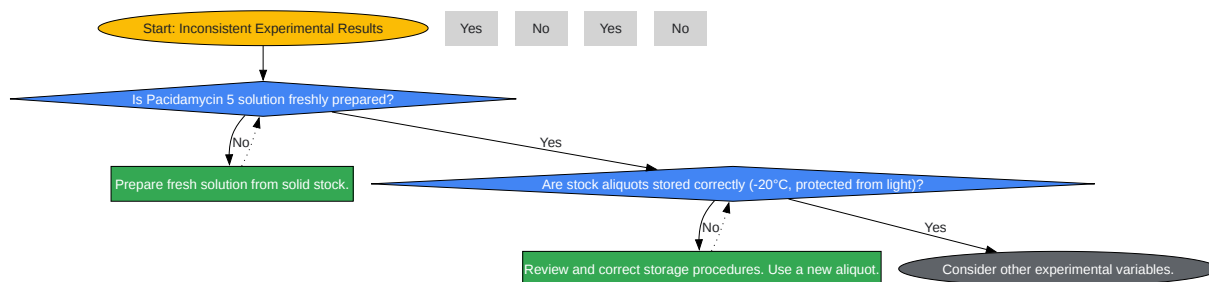 Start: Inconsistent Experimental Results
Yes
No
Yes
No
Is Pacidamycin 5 solution freshly prepared?
No
Yes
Prepare fresh solution from solid stock.
Are stock aliquots stored correctly (-20°C, protected from light)?
No
Yes
Review and correct storage procedures. Use a new aliquot.
Consider other experimental variables.